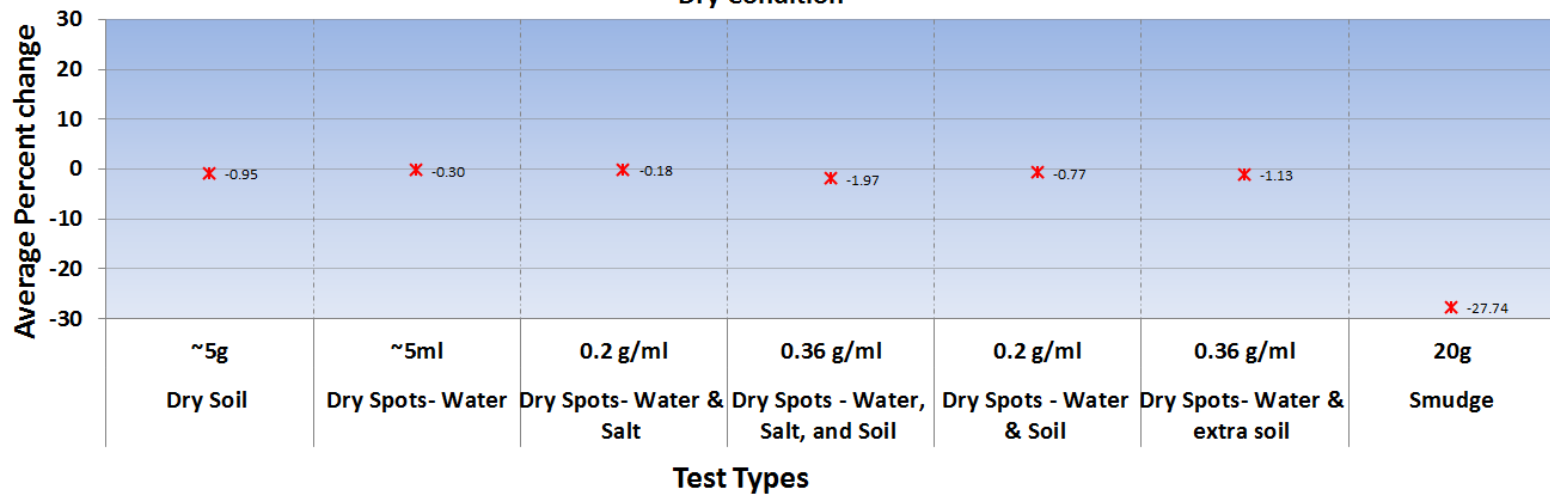 Dry Condition
Average Percent change
30
20
10
0
-10
-20
-30
-0.95
-0.30
-0.18
-1.97
-0.77
-1.13
-27.74
~5g
~5ml
0.2 g/ml
0.36 g/ml
0.2 g/ml
0.36 g/ml
20g
Dry Soil
Dry Spots- Water
Dry Spots- Water &
Salt
Dry Spots - Water,
Salt, and Soil
Dry Spots - Water
& Soil
Dry Spots- Water &
extra soil
Smudge
Test Types